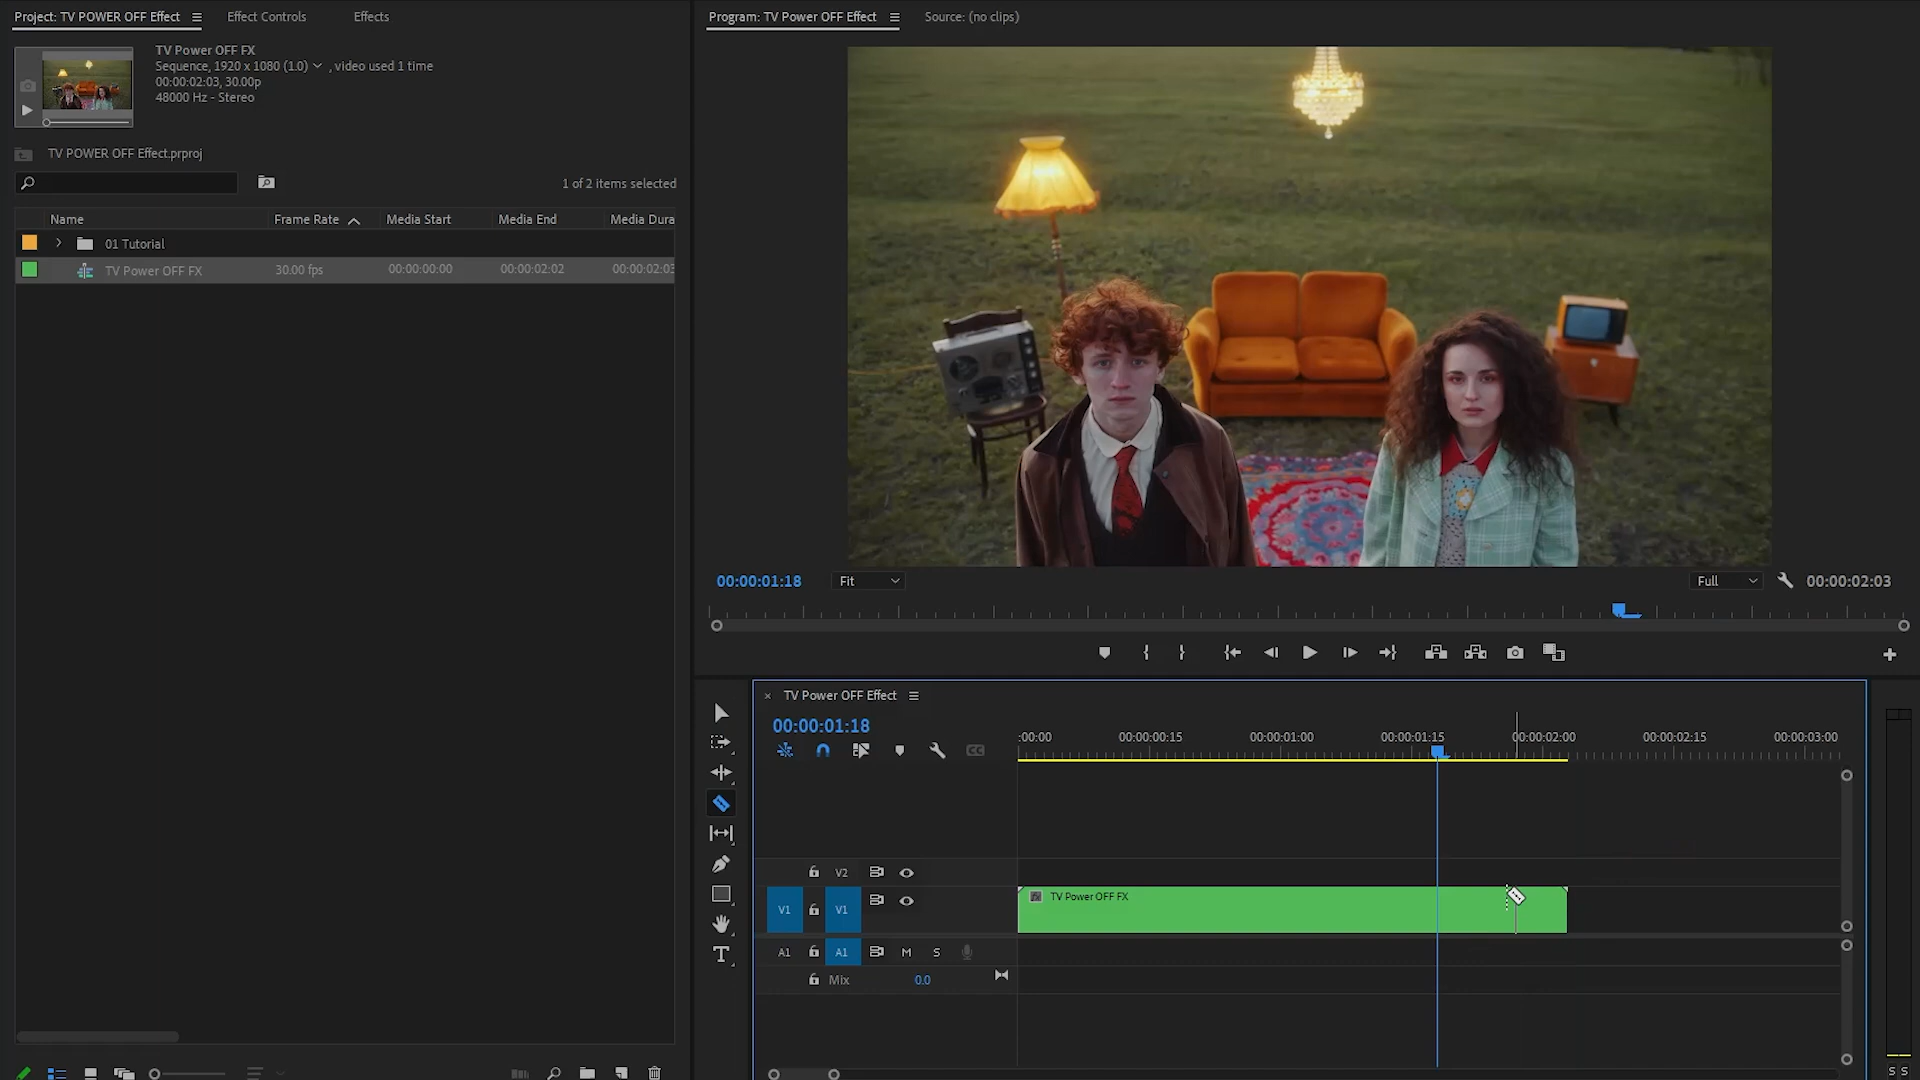 Project: TV POWER OFF Effect
Effect Controls
Effects
TV Power OFF FX
Sequence, 1920 x 1080 (1.0) , video used 1 time
00:00:02:03, 30.00p
48000 Hz - Stereo
TV POWER OFF Effect.prproj
1 of 2 items selected
Name Frame Rate Media Start Media End Media Dura
01 Tutorial
TV Power OFF FX 30.00 fps 00:00:00:00 00:00:02:02 00:00:02:03
Program: TV Power OFF Effect
Source: (no clips)
00:00:01:18 Fit Full 00:00:02:03
TV Power OFF Effect
00:00:01:18
:00:00 00:00:00:15 00:00:01:00 00:00:01:15 00:00:02:00 00:00:02:15 00:00:03:00
CC
V2
V1 V1 TV Power OFF FX
A1 A1 M S
Mix 0.0
T
S S